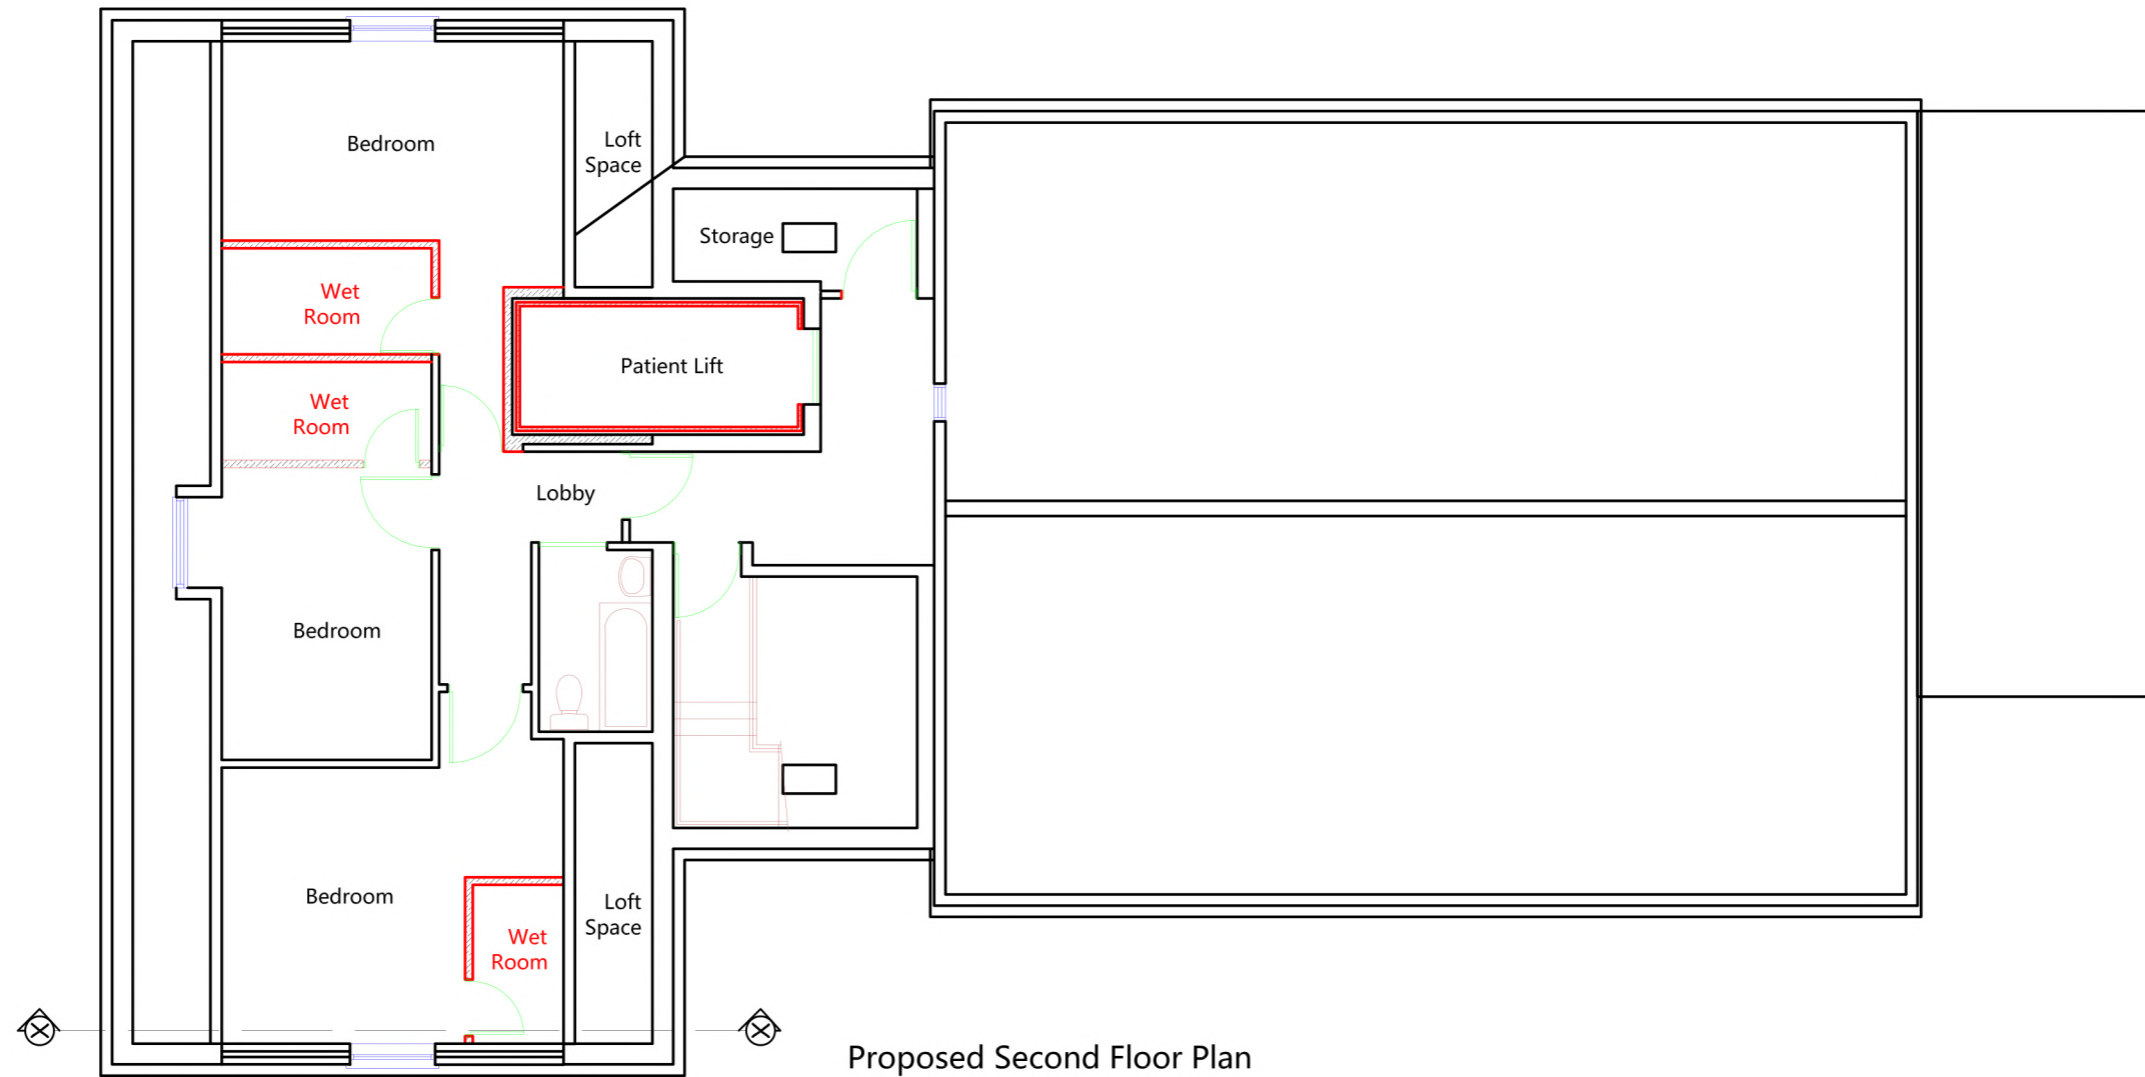 Bedroom
Loft
Space
Storage
Wet
Room
Patient Lift
Wet
Room
Lobby
Bedroom
Bedroom
Loft
Space
Wet
Room
Proposed Second Floor Plan